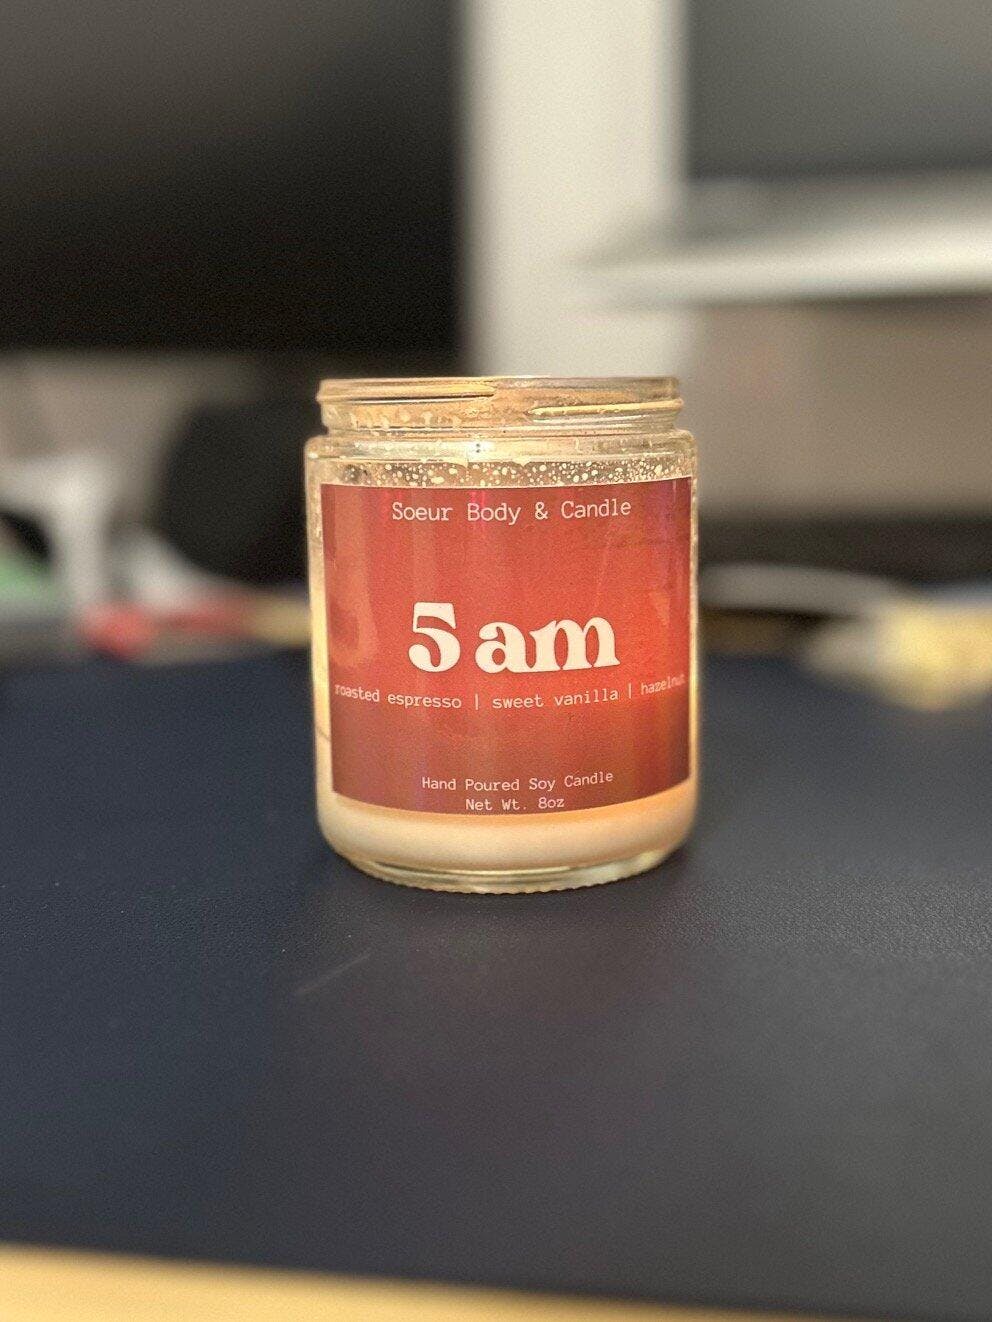 Soeur Body & Candle
5 am
roasted espresso | sweet vanilla | hazelnut
Hand Poured Soy Candle
Net Wt. 8oz